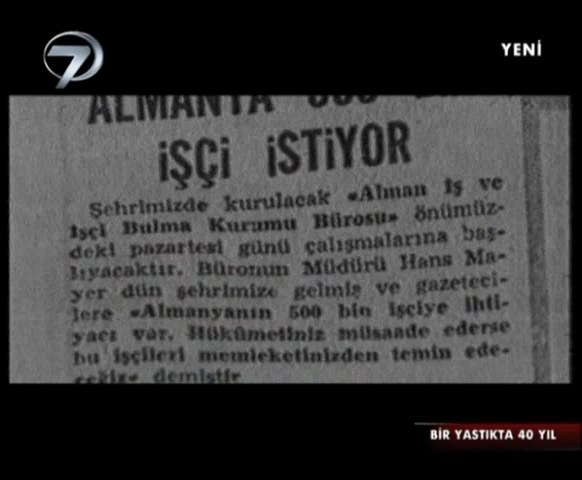 7
YENİ
ALMANYA 500
İŞÇİ İSTİYOR
Şehrimizde kurulacak «Alman İş ve
İşçi Bulma Kurumu Bürosu» önümüz-
deki pazartesi günü çalışmalarına baş-
lıyacaktır. Büronun Müdürü Hans Ma-
yer dün şehrimize gelmiş ve gazeteci-
lere «Almanyanın 500 bin işçiye ihti-
yacı var. Hükûmetiniz müsaade ederse
bu işçileri memleketinizden temin ede-
ceğiz» demiştir
BİR YASTIKTA 40 YIL